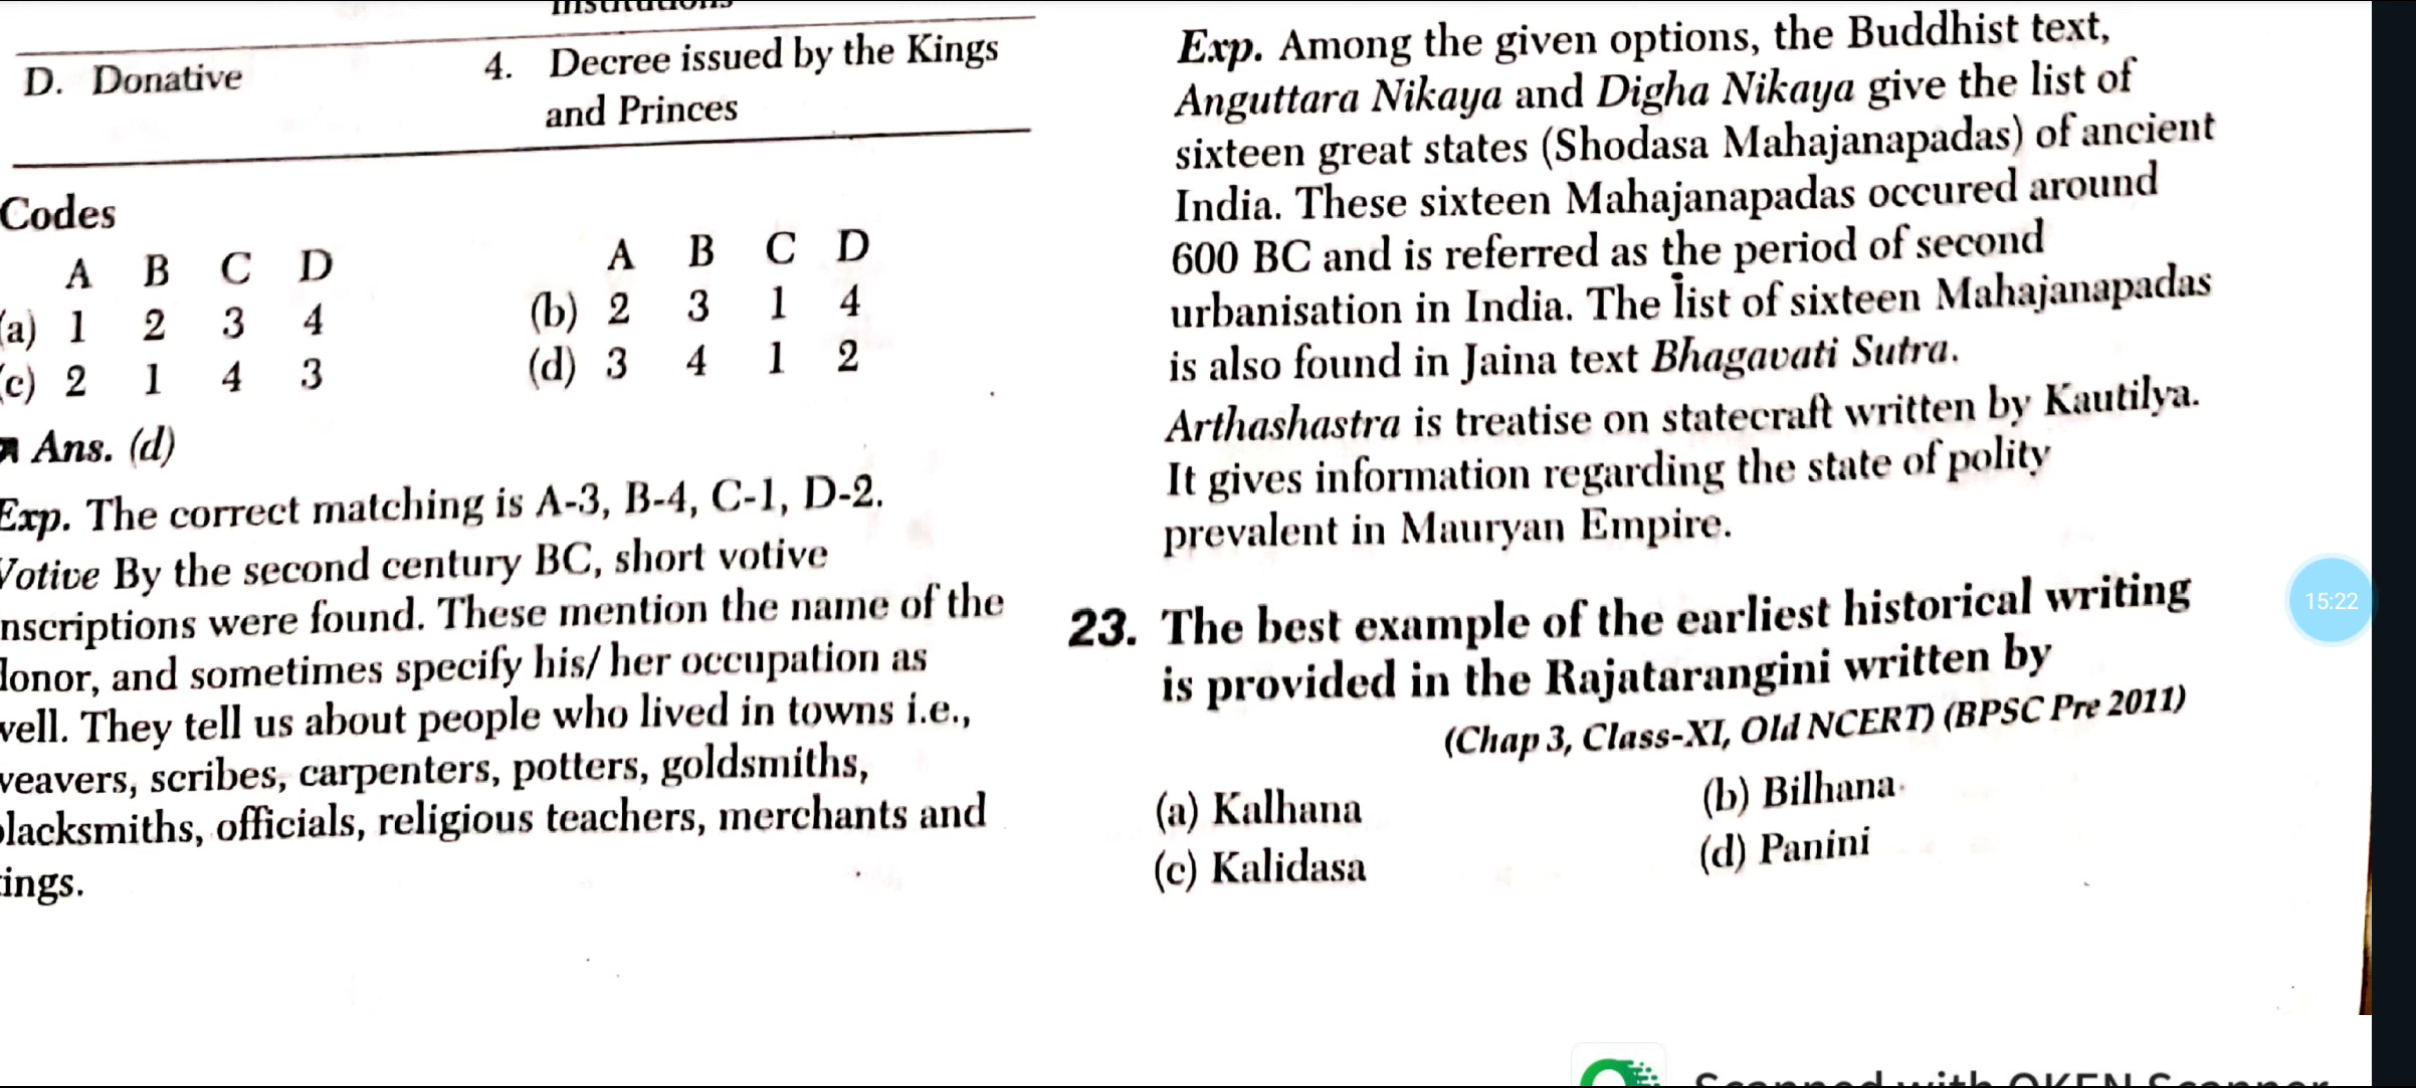 D. Donative
4. Decree issued by the Kings
and Princes
Codes
A B C D
(a) 1 2 3 4
(c) 2 1 4 3
A B C D
(b) 2 3 1 4
(d) 3 4 1 2
Ans. (d)
Exp. The correct matching is A-3, B-4, C-1, D-2.
Votive By the second century BC, short votive
nscriptions were found. These mention the name of the
donor, and sometimes specify his/ her occupation as
well. They tell us about people who lived in towns i.e.,
weavers, scribes, carpenters, potters, goldsmiths,
blacksmiths, officials, religious teachers, merchants and
ings.
Exp. Among the given options, the Buddhist text,
Anguttara Nikaya and Digha Nikaya give the list of
sixteen great states (Shodasa Mahajanapadas) of ancient
India. These sixteen Mahajanapadas occured around
600 BC and is referred as the period of second
urbanisation in India. The list of sixteen Mahajanapadas
is also found in Jaina text Bhagavati Sutra.
Arthashastra is treatise on statecraft written by Kautilya.
It gives information regarding the state of polity
prevalent in Mauryan Empire.
23. The best example of the earliest historical writing
is provided in the Rajatarangini written by
(Chap 3, Class-XI, Old NCERT) (BPSC Pre 2011)
(a) Kalhana (b) Bilhana
(c) Kalidasa (d) Panini
15:22